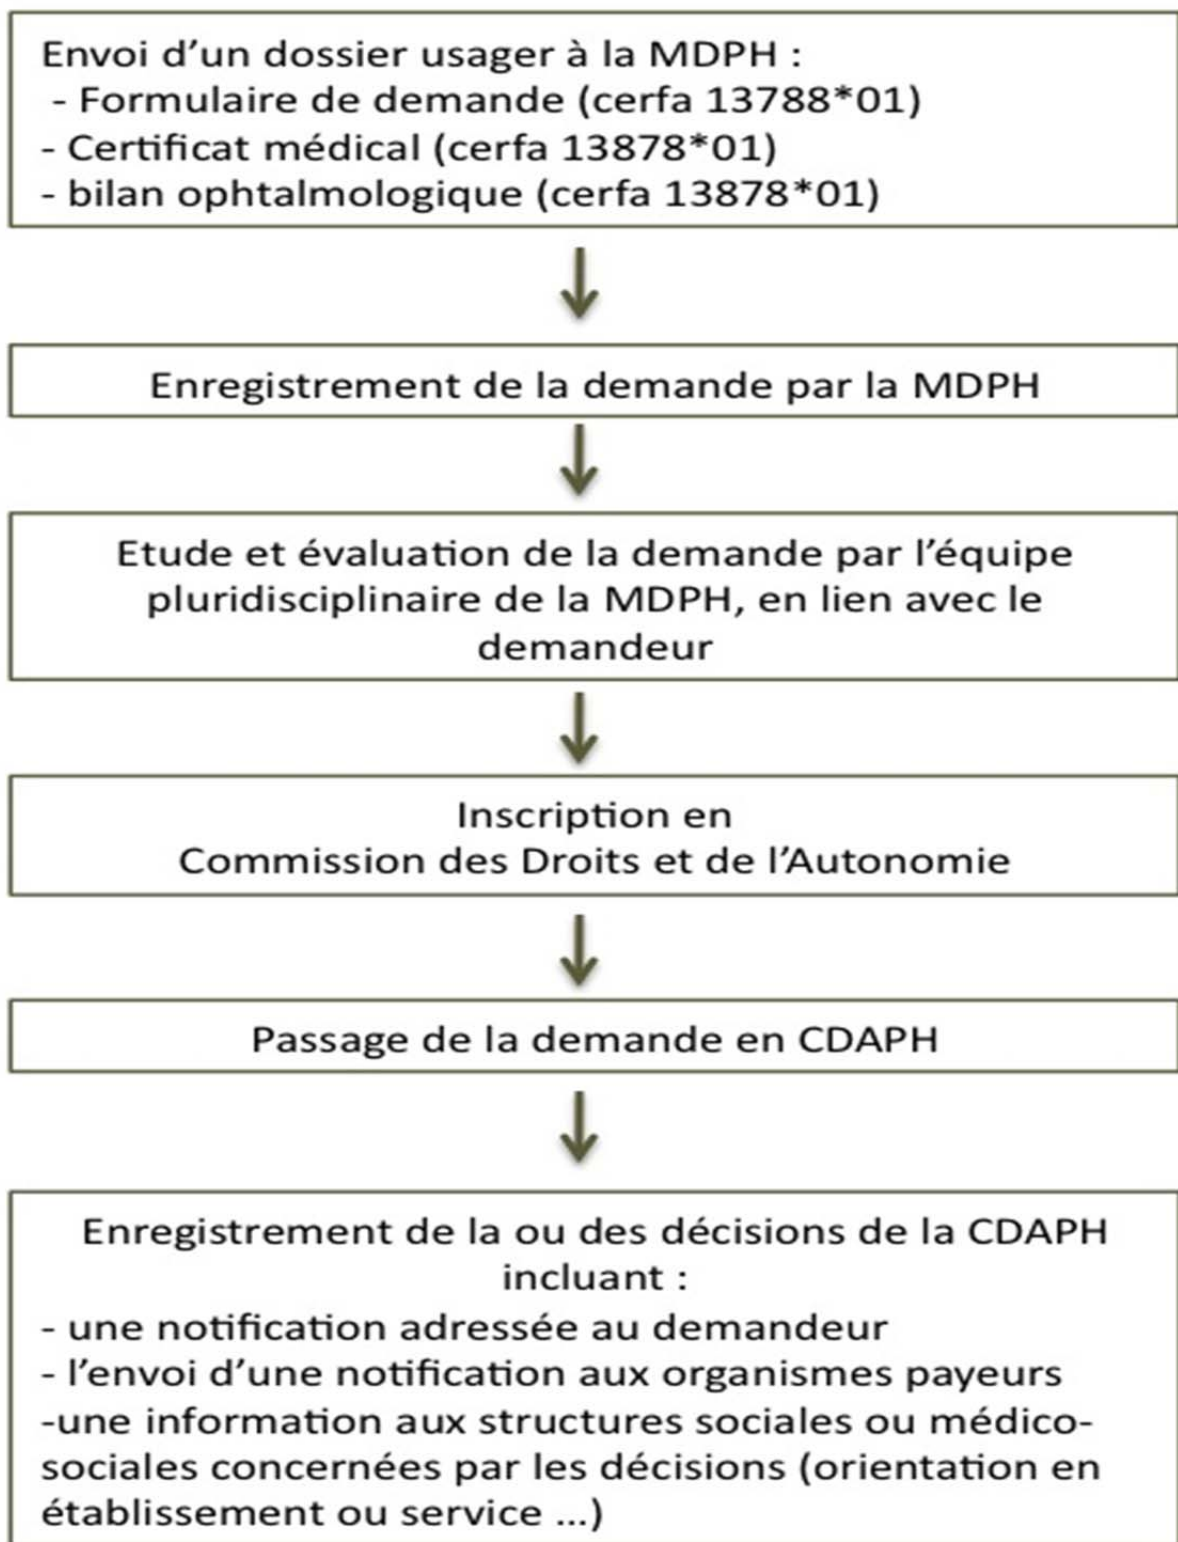 Envoi d’un dossier usager à la MDPH :
- Formulaire de demande (cerfa 13788*01)
- Certificat médical (cerfa 13878*01)
- bilan ophtalmologique (cerfa 13878*01)
Enregistrement de la demande par la MDPH
Etude et évaluation de la demande par l’équipe
pluridisciplinaire de la MDPH, en lien avec le
demandeur
Inscription en
Commission des Droits et de l’Autonomie
Passage de la demande en CDAPH
Enregistrement de la ou des décisions de la CDAPH
incluant :
- une notification adressée au demandeur
- l’envoi d’une notification aux organismes payeurs
-une information aux structures sociales ou médico-
sociales concernées par les décisions (orientation en
établissement ou service ...)